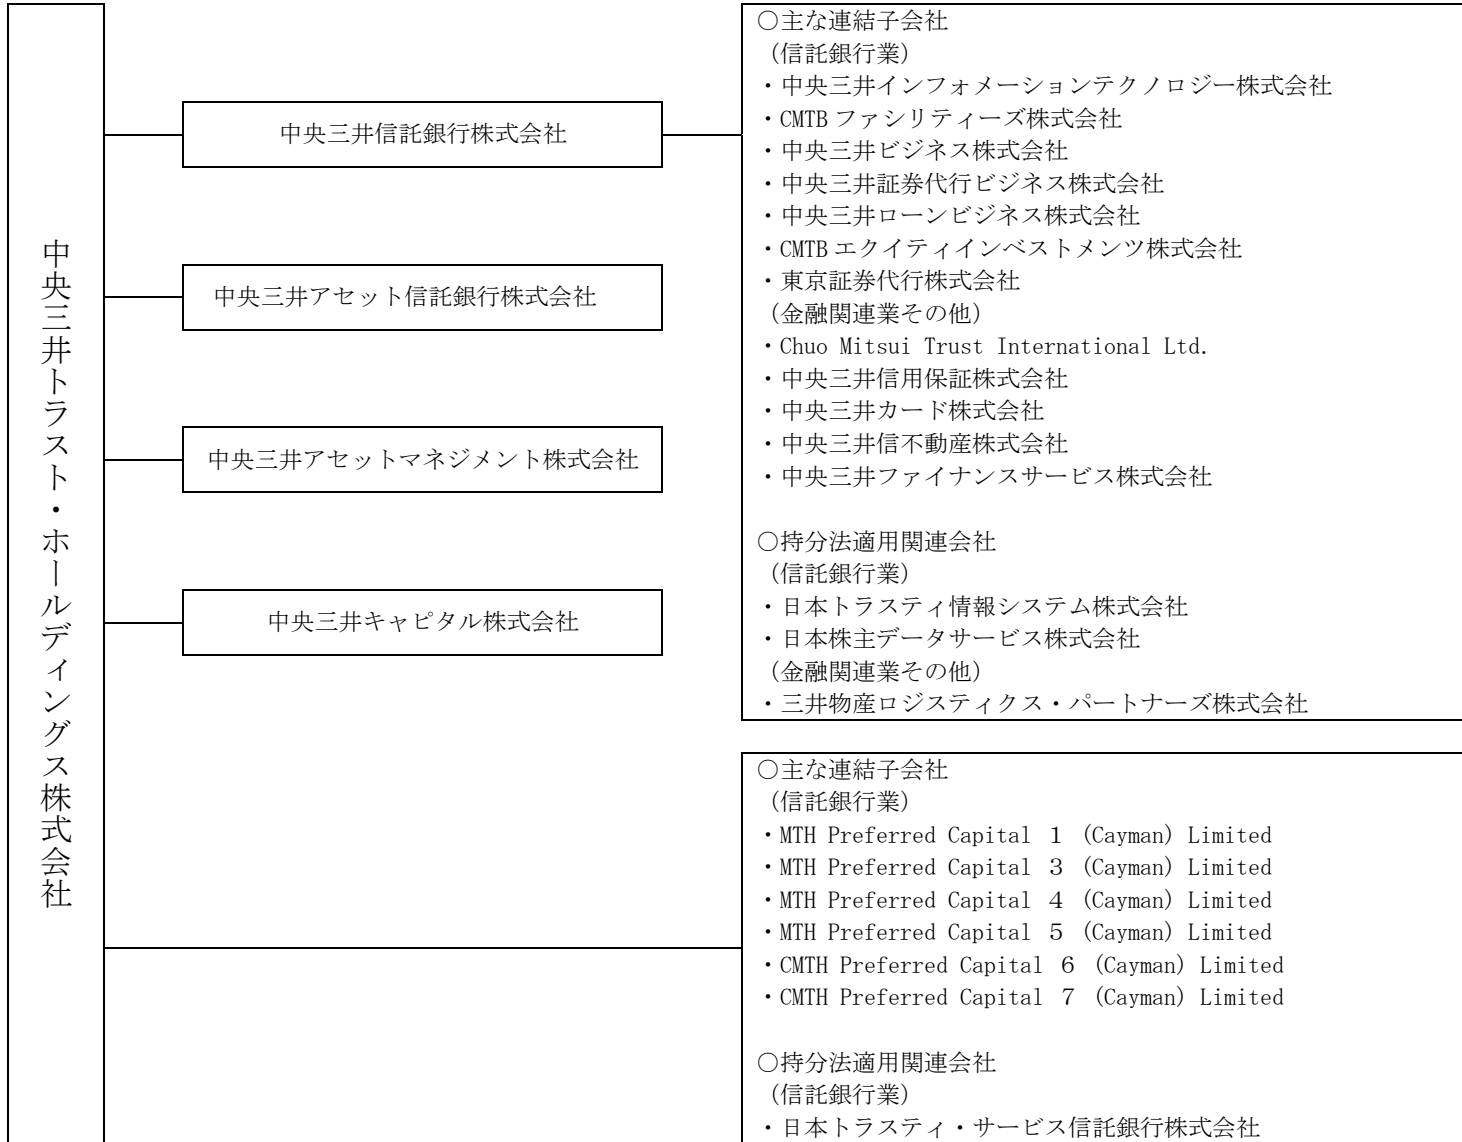 中央三井トラスト・ホールディングス株式会社
中央三井信託銀行株式会社
中央三井アセット信託銀行株式会社
中央三井アセットマネジメント株式会社
中央三井キャピタル株式会社
○主な連結子会社
(信託銀行業)
・中央三井インフォメーションテクノロジー株式会社
・CMTB ファシリティーズ株式会社
・中央三井ビジネス株式会社
・中央三井証券代行ビジネス株式会社
・中央三井ローンビジネス株式会社
・CMTB エクイティインベストメンツ株式会社
・東京証券代行株式会社
(金融関連業その他)
・Chuo Mitsui Trust International Ltd.
・中央三井信用保証株式会社
・中央三井カード株式会社
・中央三井信不動産株式会社
・中央三井ファイナンスサービス株式会社
○持分法適用関連会社
(信託銀行業)
・日本トラスティ情報システム株式会社
・日本株主データサービス株式会社
(金融関連業その他)
・三井物産ロジスティクス・パートナーズ株式会社
○主な連結子会社
(信託銀行業)
・MTH Preferred Capital １ (Cayman) Limited
・MTH Preferred Capital ３ (Cayman) Limited
・MTH Preferred Capital ４ (Cayman) Limited
・MTH Preferred Capital ５ (Cayman) Limited
・CMTH Preferred Capital ６ (Cayman) Limited
・CMTH Preferred Capital ７ (Cayman) Limited
○持分法適用関連会社
(信託銀行業)
・日本トラスティ・サービス信託銀行株式会社